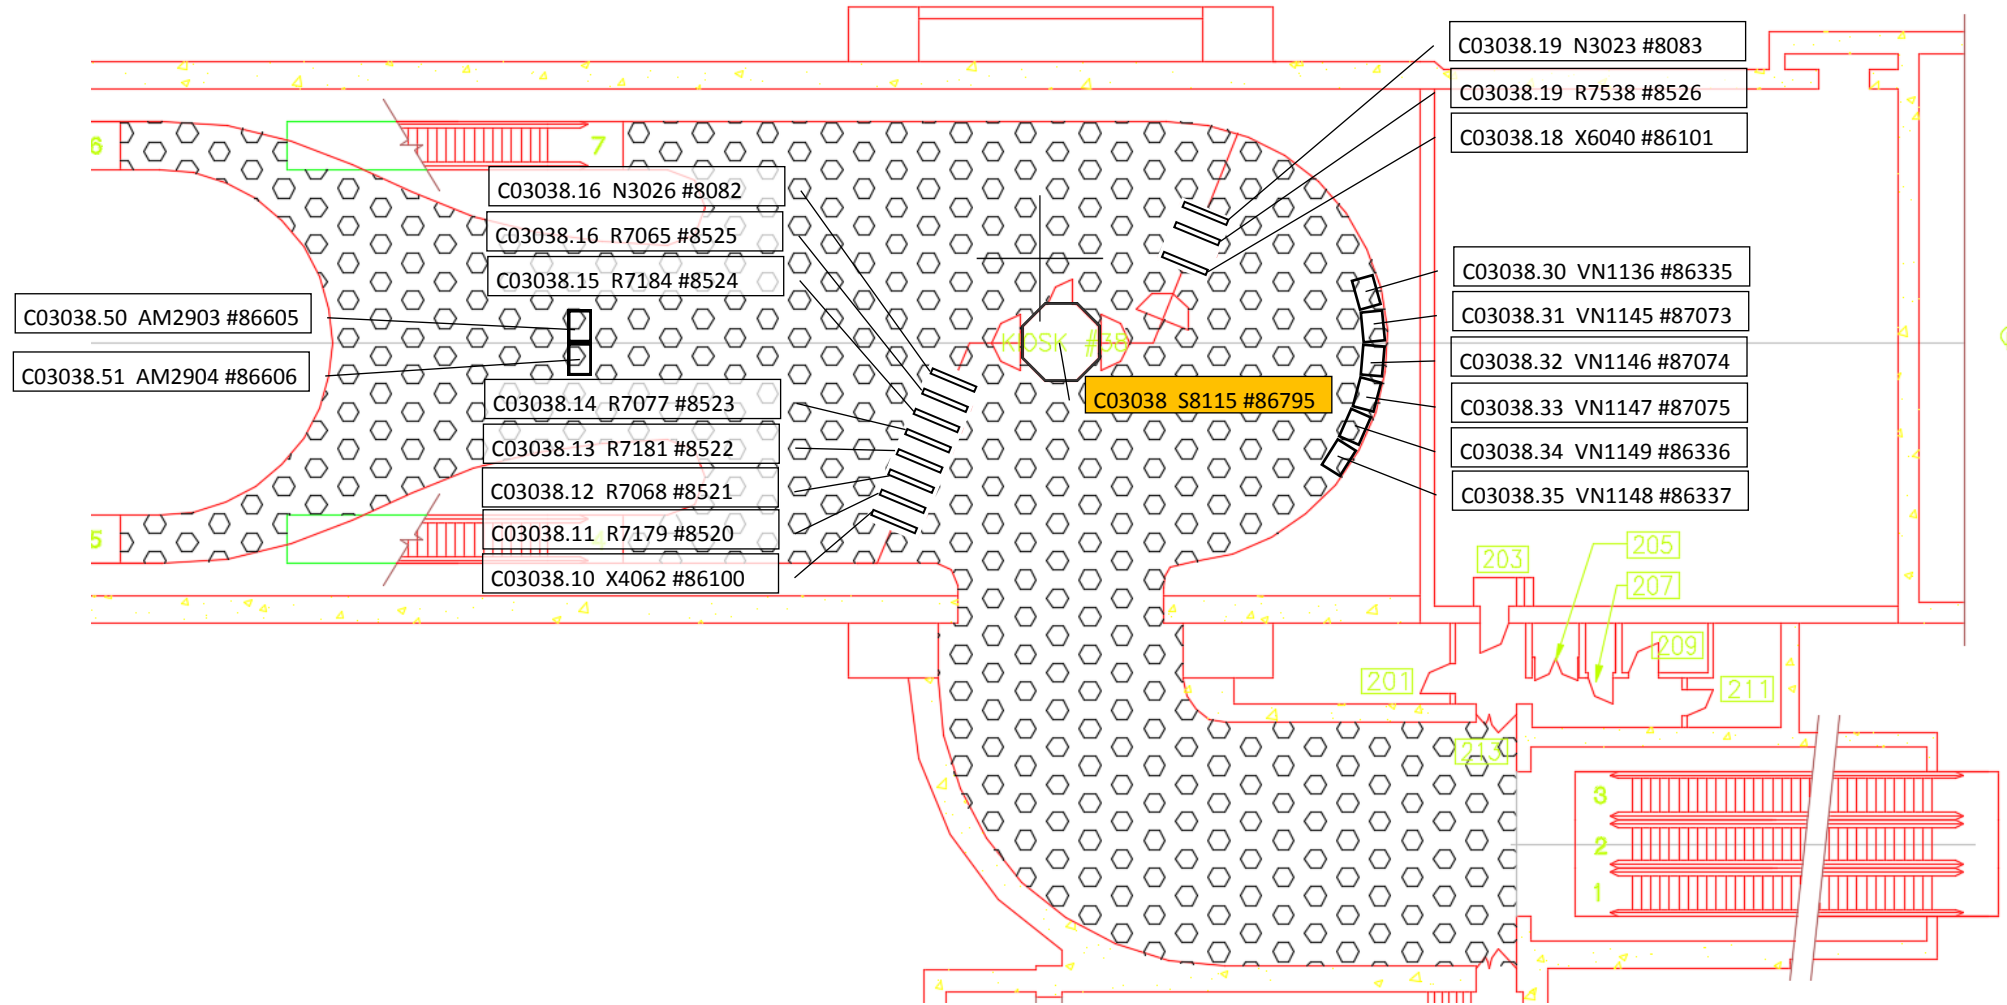 C03038.19 N3023 #8083
C03038.19 R7538 #8526
C03038.18 X6040 #86101
6
7
C03038.16 N3026 #8082
C03038.16 R7065 #8525
C03038.15 R7184 #8524
C03038.50 AM2903 #86605
C03038.51 AM2904 #86606
KIOSK #38
C03038 S8115 #86795
C03038.30 VN1136 #86335
C03038.31 VN1145 #87073
C03038.32 VN1146 #87074
C03038.33 VN1147 #87075
C03038.34 VN1149 #86336
C03038.35 VN1148 #86337
C03038.14 R7077 #8523
C03038.13 R7181 #8522
C03038.12 R7068 #8521
C03038.11 R7179 #8520
C03038.10 X4062 #86100
5
203
205
207
209
201
211
213
3
2
1